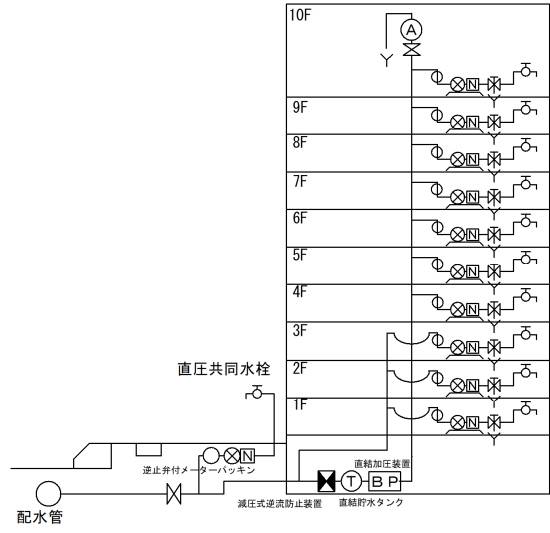 10F
A
N
9F
N
8F
N
7F
N
6F
N
5F
N
4F
N
3F
N
直圧共同水栓
2F
N
1F
N
逆止弁付メーターパッキン
N
直結加圧装置
T
BP
配水管
減圧式逆流防止装置
直結貯水タンク